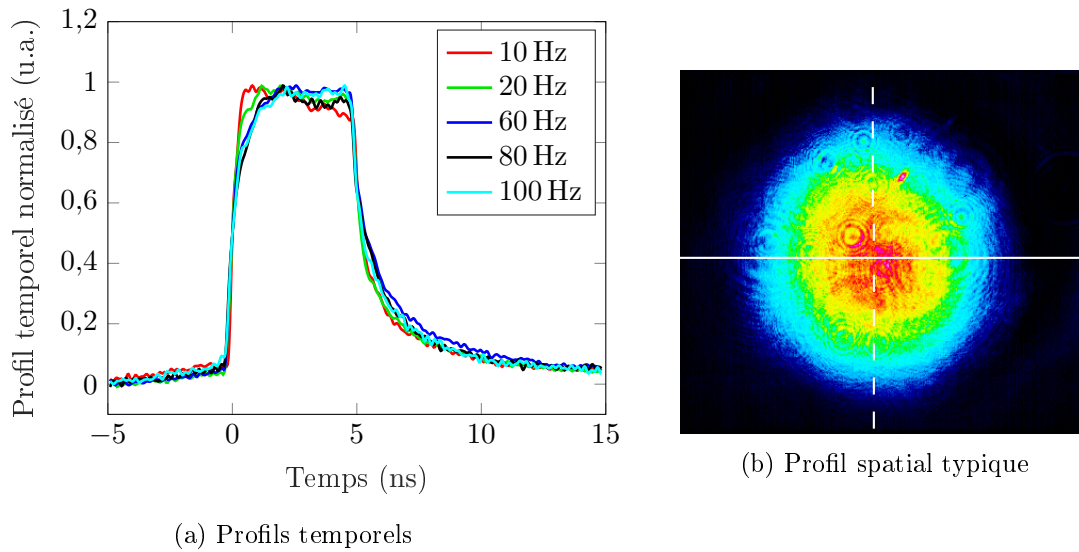 1,2
1
0,8
0,6
0,4
0,2
0
Profil temporel normalisé (u.a.)
10 Hz
20 Hz
60 Hz
80 Hz
100 Hz
−5
0
5
10
15
Temps (ns)
(a) Profils temporels
(b) Profil spatial typique